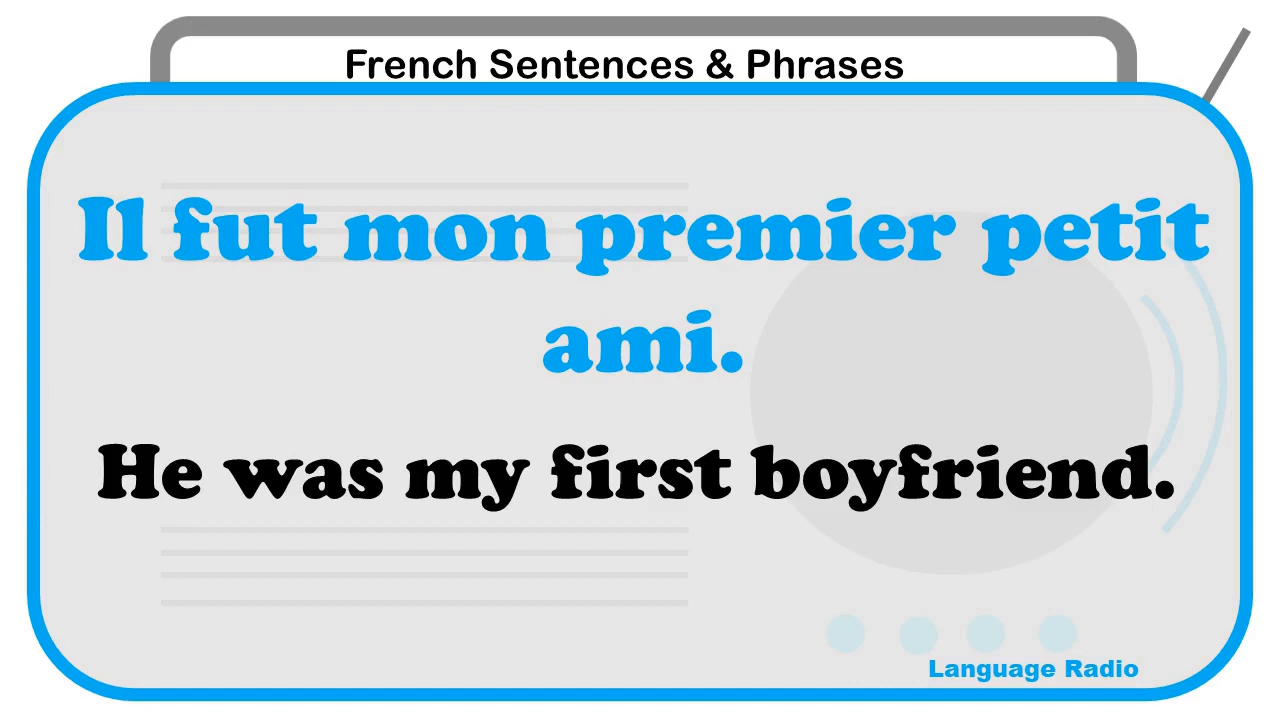 French Sentences & Phrases
Il fut mon premier petit
ami.
He was my first boyfriend.
Language Radio